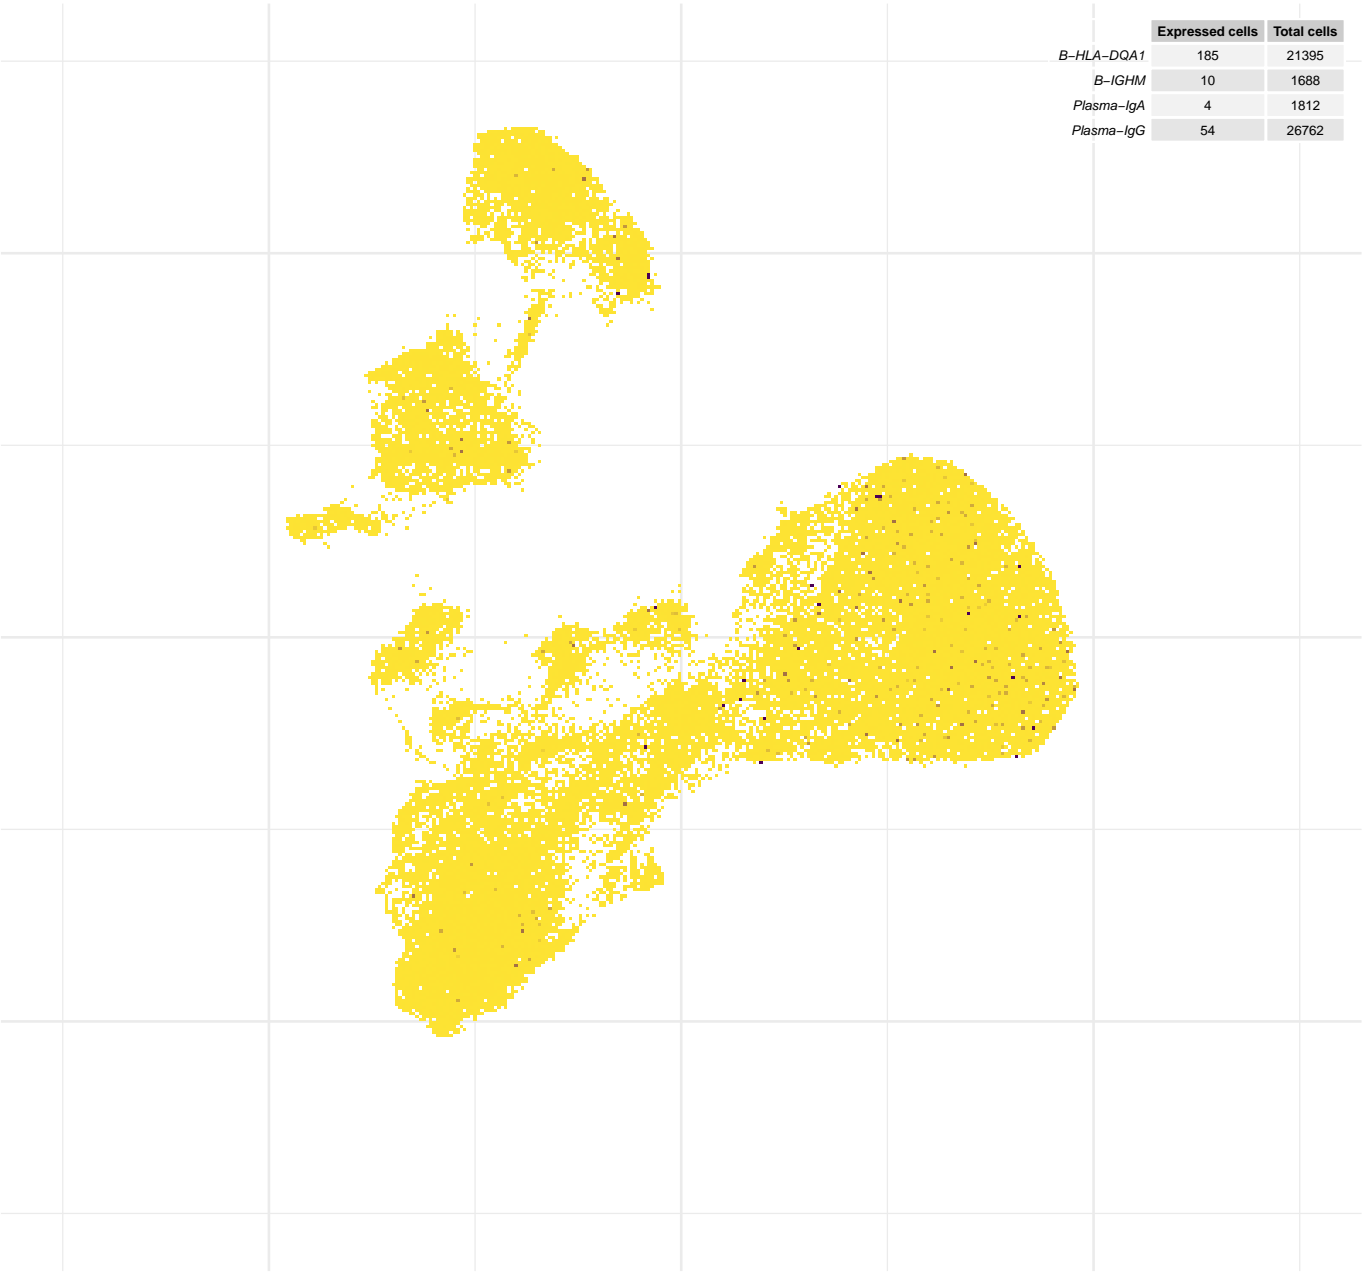 Expressed cells Total cells
B−HLA−DQA1 185 21395
B−IGHM 10 1688
Plasma−IgA 4 1812
Plasma−IgG 54 26762